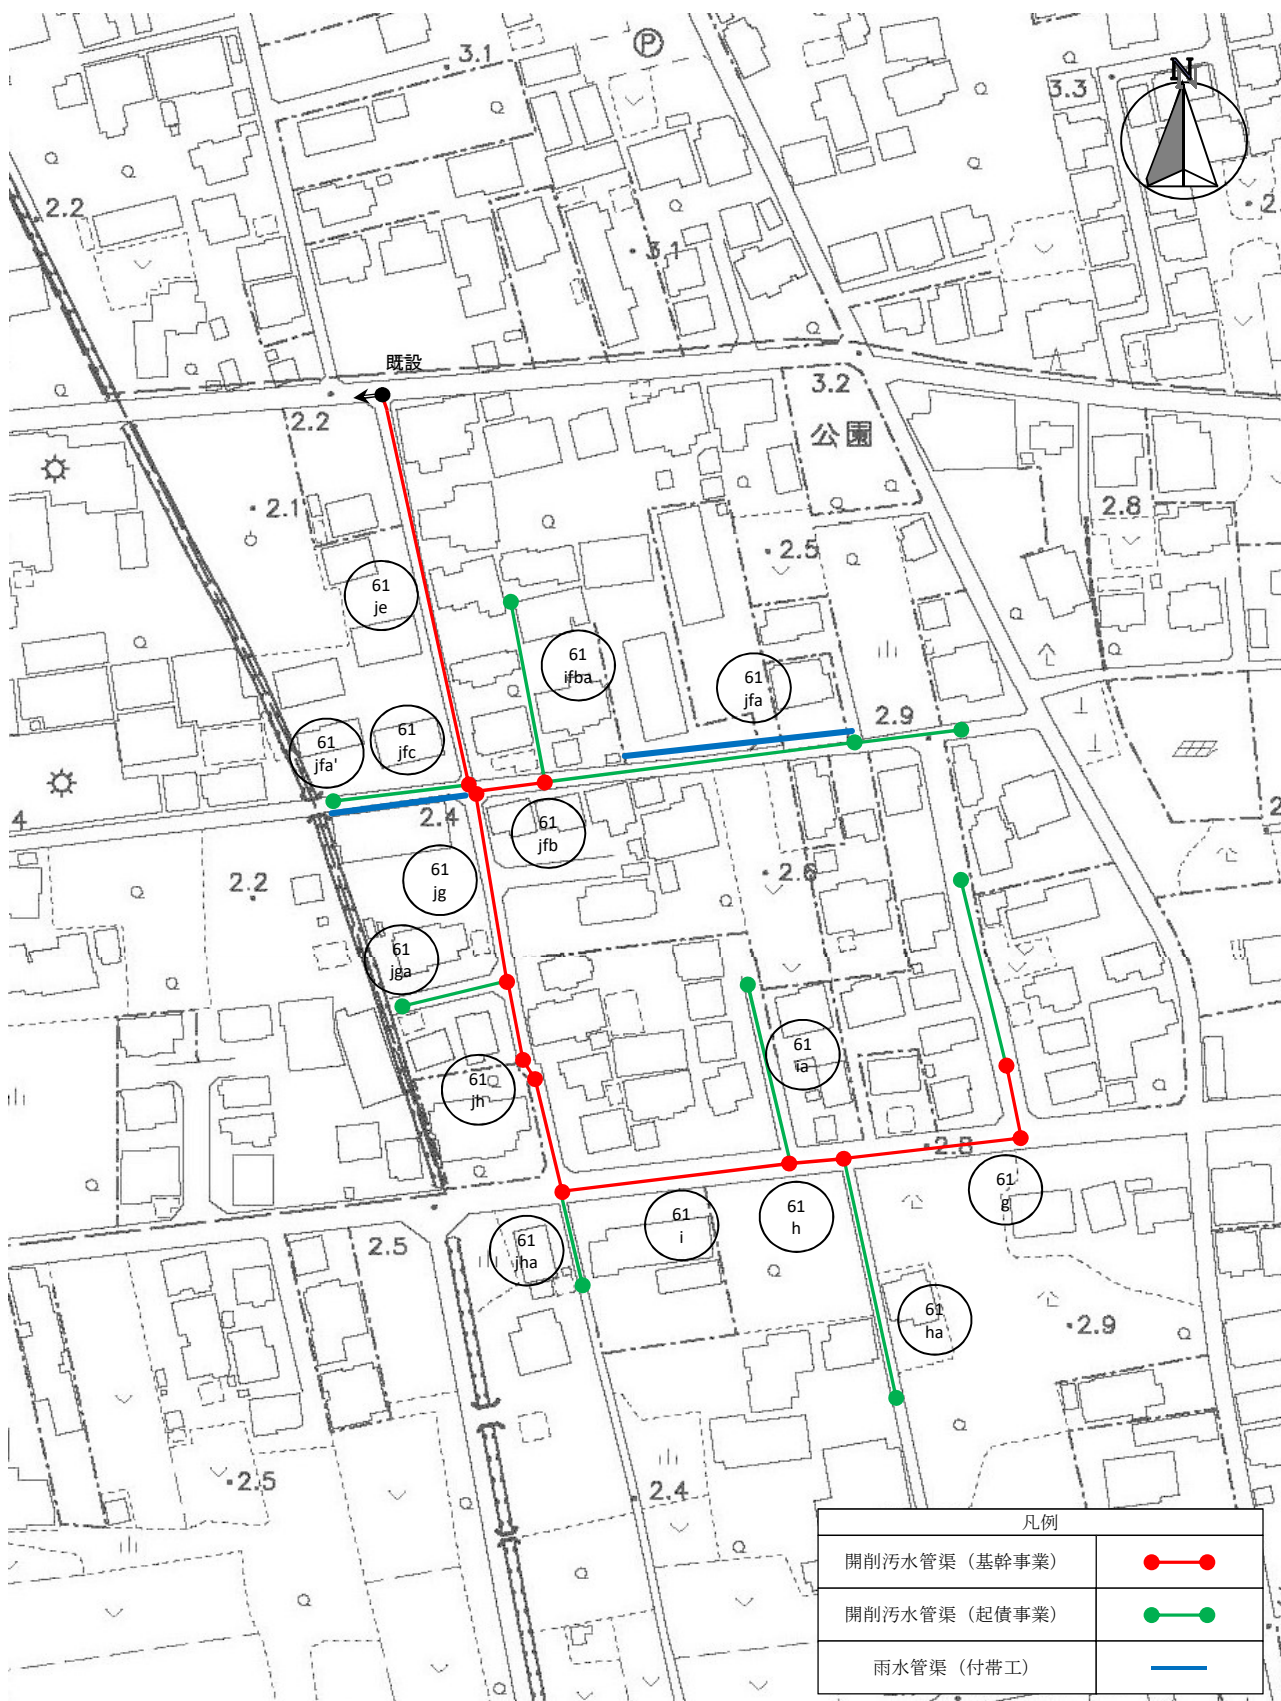 3.1
P
N
3.3
2.2
3.1
2.
既設
2.2
3.2
公園
2.1
2.8
2.5
61
je
61
ifba
61
jfa
2.9
61
jfa'
61
jfc
4
2.4
61
jfb
2
2.2
61
jg
2.6
61
jga
61
ia
61
jh
2.8
61
g
61
i
61
h
2.5
61
jha
61
ha
2.9
2.5
2.4
凡例
開削汚水管渠（基幹事業）
開削汚水管渠（起債事業）
雨水管渠（付帯工）